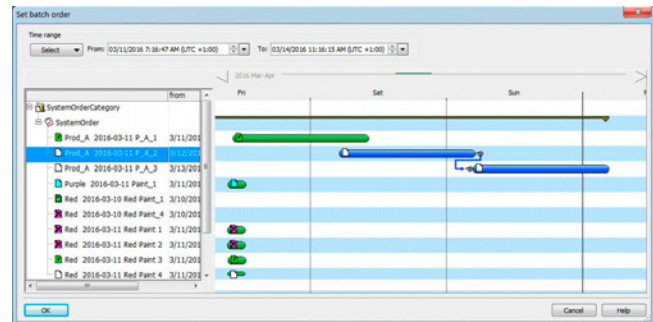 Set batch order
Time range
Select
From: 03/11/2016 7:16:47 AM (UTC +1:00)
To: 03/14/2016 11:16:15 AM (UTC +1:00)
2016 Mar-Apr
from
Fri
Sat
Sun
SystemOrderCategory
SystemOrder
Prod_A 2016-03-11 P_A_1 3/11/201
Prod_A 2016-03-11 P_A_2 3/12/201
Prod_A 2016-03-11 P_A_3 3/13/201
Purple 2016-03-11 Paint_1 3/11/201
Red 2016-03-10 Red Paint_1 3/10/201
Red 2016-03-10 Red Paint_4 3/10/201
Red 2016-03-11 Red Paint 1 3/11/201
Red 2016-03-11 Red Paint 2 3/11/201
Red 2016-03-11 Red Paint 3 3/11/201
Red 2016-03-11 Red Paint 4 3/11/201
OK
Cancel
Help